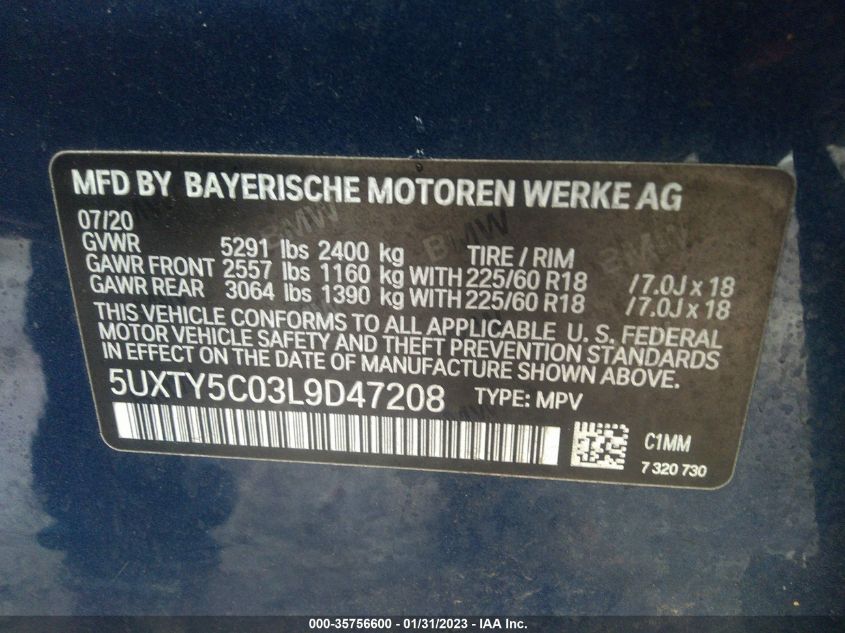 MFD BY BAYERISCHE MOTOREN WERKE AG
07/20
GVWR 5291 lbs 2400 kg TIRE / RIM
GAWR FRONT 2557 lbs 1160 kg WITH 225/60 R18 /7.0J x 18
GAWR REAR 3064 lbs 1390 kg WITH 225/60 R18 /7.0J x 18
THIS VEHICLE CONFORMS TO ALL APPLICABLE U. S. FEDERAL
MOTOR VEHICLE SAFETY AND THEFT PREVENTION STANDARDS
IN EFFECT ON THE DATE OF MANUFACTURE SHOWN ABOVE.
5UXTY5C03L9D47208 TYPE: MPV
C1MM
7 320 730
000-35756600 - 01/31/2023 - IAA Inc.